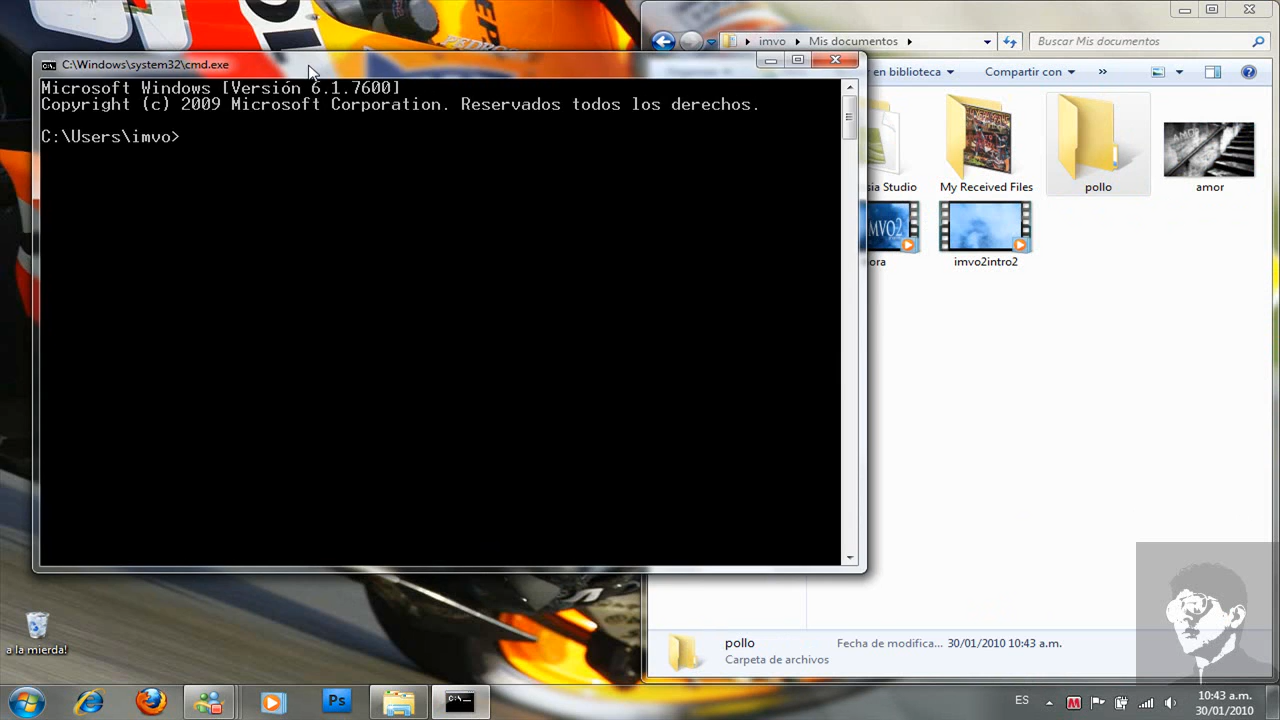 C:\Windows\system32\cmd.exe
Microsoft Windows [Versión 6.1.7600]
Copyright (c) 2009 Microsoft Corporation. Reservados todos los derechos.
C:\Users\imvo>
imvo
Mis documentos
Buscar Mis documentos
en biblioteca
Compartir con
»
Studio
My Received Files
pollo
amor
imvo2intro2
pollo
Fecha de modifica... 30/01/2010 10:43 a.m.
Carpeta de archivos
a la mierda!
Ps
ES
10:43 a.m.
30/01/2010